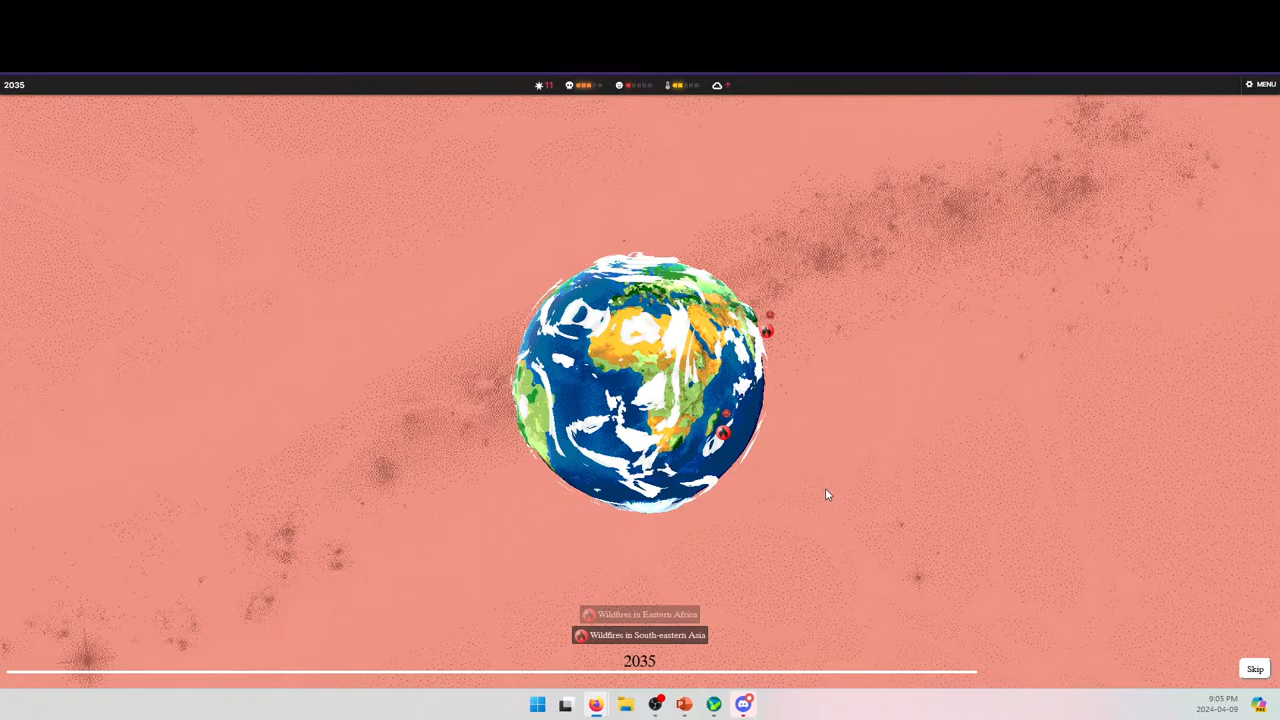 2035
11
MENU
Wildfires in Eastern Africa
Wildfires in South-eastern Asia
2035
Skip
9:05 PM
2024-04-09